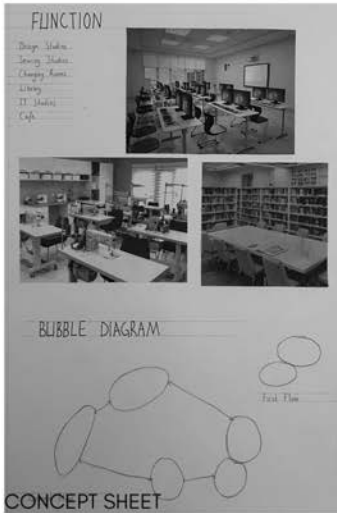 FUNCTION
Design Studios
Sewing Studios
Changing Rooms
Library
IT Studios
Cafe
BUBBLE DIAGRAM
First Floor
CONCEPT SHEET